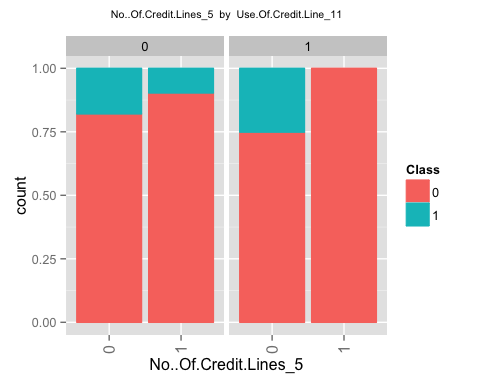 No..Of.Credit.Lines_5 by Use.Of.Credit.Line_11
0 1
1.00
0.75
0.50
0.25
0.00
count
0 1 0 1
No..Of.Credit.Lines_5
Class
0
1